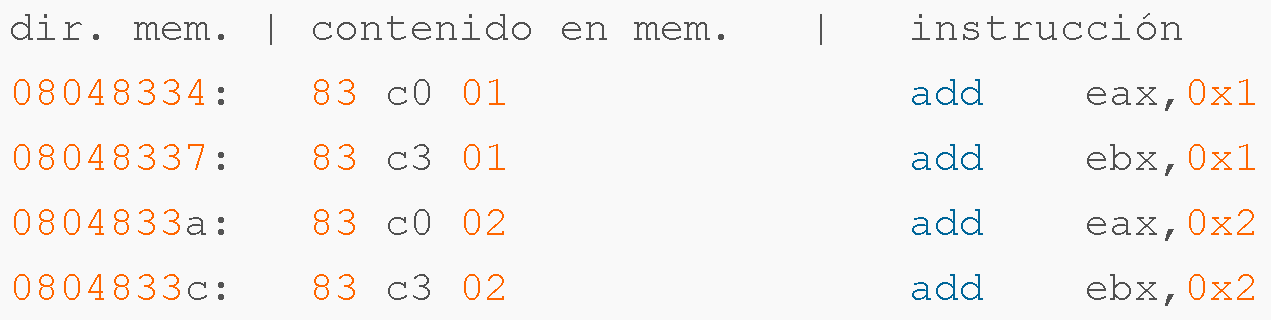 dir. mem. | contenido en mem. | instrucción
08048334: 83 c0 01 add eax,0x1
08048337: 83 c3 01 add ebx,0x1
0804833a: 83 c0 02 add eax,0x2
0804833c: 83 c3 02 add ebx,0x2